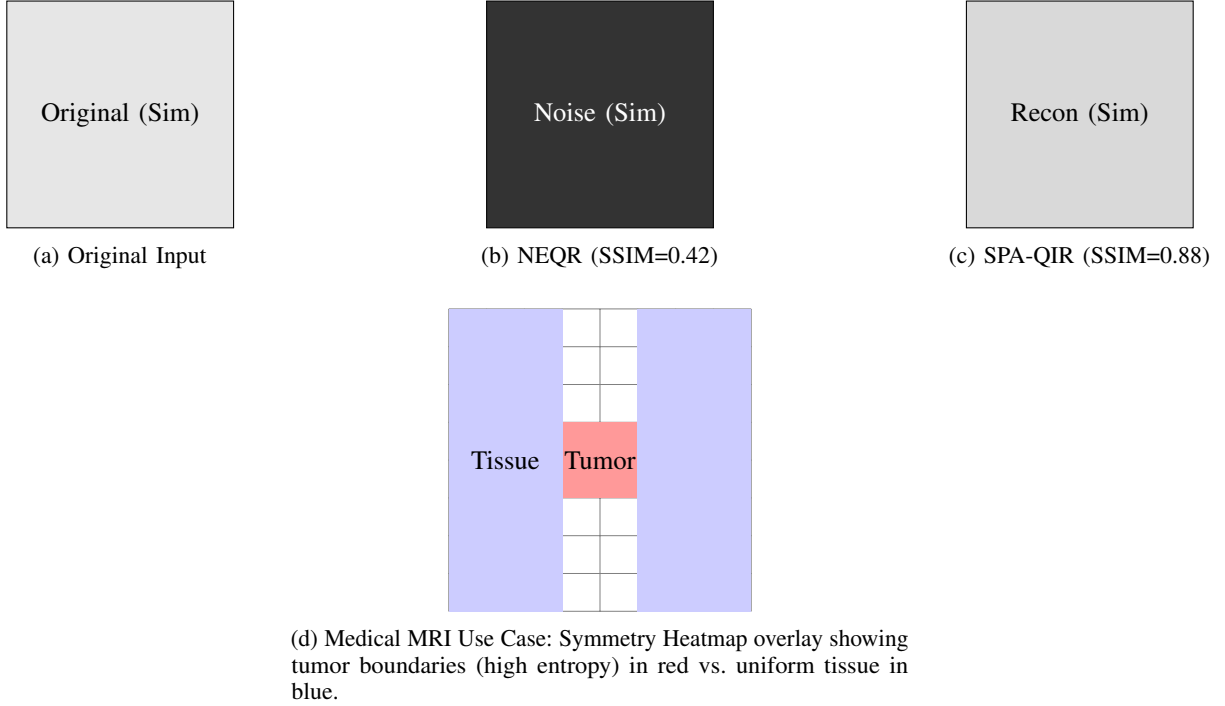 Original (Sim)
Noise (Sim)
Recon (Sim)
(a) Original Input
(b) NEQR (SSIM=0.42)
(c) SPA-QIR (SSIM=0.88)
Tissue
Tumor
(d) Medical MRI Use Case: Symmetry Heatmap overlay showing
tumor boundaries (high entropy) in red vs. uniform tissue in
blue.